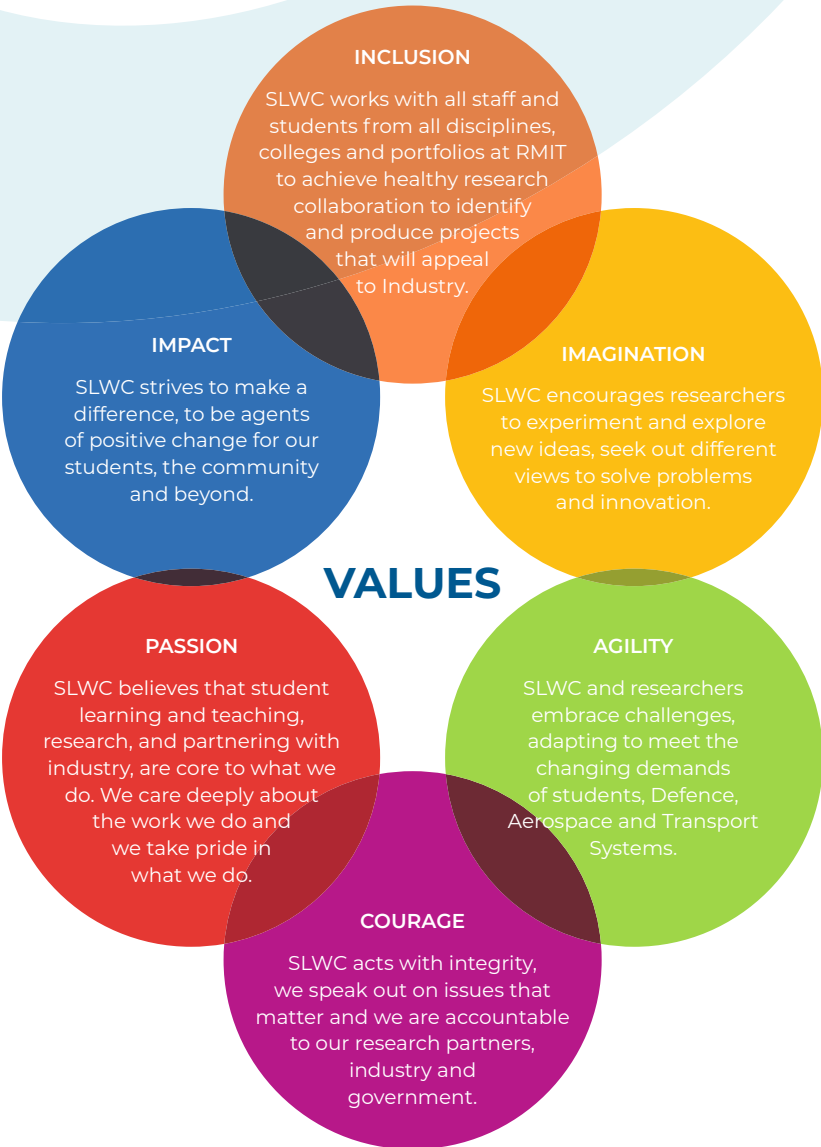 INCLUSION
SLWC works with all staff and
students from all disciplines,
colleges and portfolios at RMIT
to achieve healthy research
collaboration to identify
and produce projects
that will appeal
to Industry.
IMPACT
SLWC strives to make a
difference, to be agents
of positive change for our
students, the community
and beyond.
IMAGINATION
SLWC encourages researchers
to experiment and explore
new ideas, seek out different
views to solve problems
and innovation.
VALUES
PASSION
SLWC believes that student
learning and teaching,
research, and partnering with
industry, are core to what we
do. We care deeply about
the work we do and
we take pride in
what we do.
AGILITY
SLWC and researchers
embrace challenges,
adapting to meet the
changing demands
of students, Defence,
Aerospace and Transport
Systems.
COURAGE
SLWC acts with integrity,
we speak out on issues that
matter and we are accountable
to our research partners,
industry and
government.